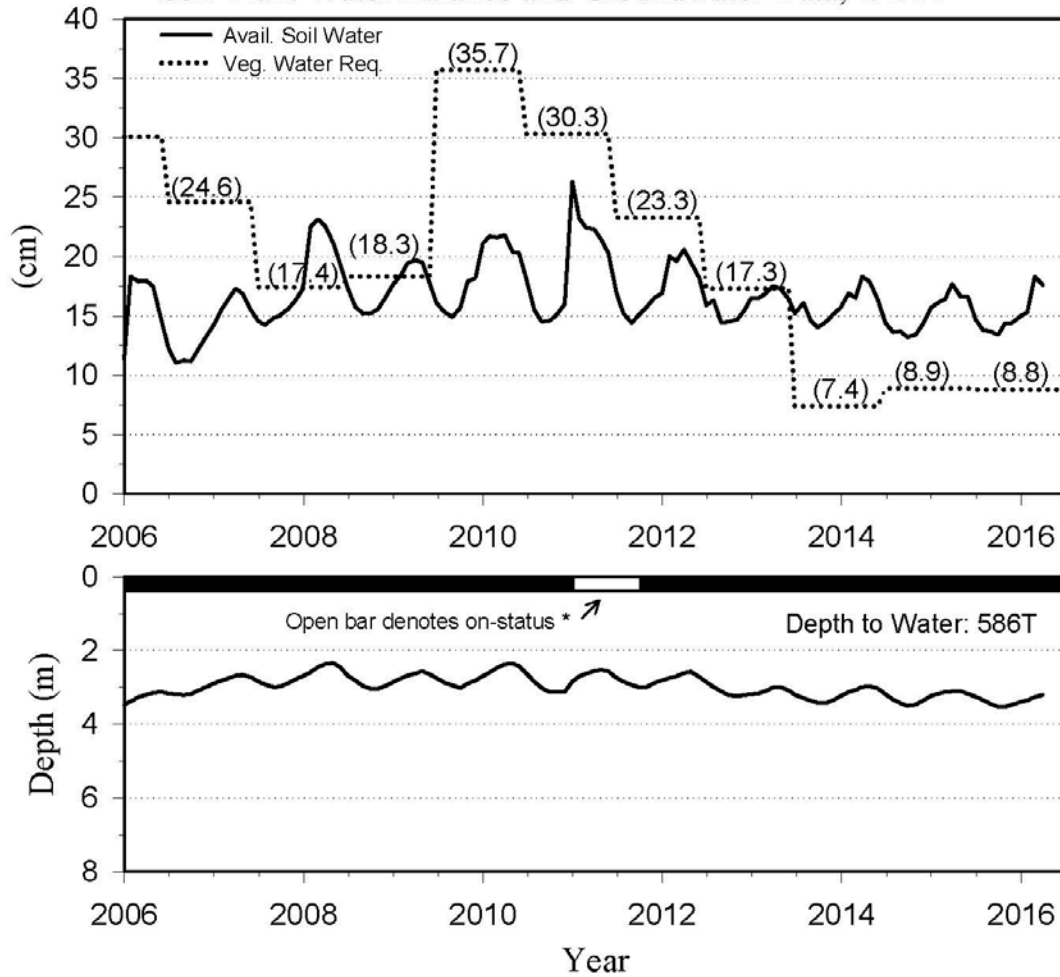 40
35
30
25
20
15
10
5
0
(cm)
Avail. Soil Water
Veg. Water Req.
(24.6)
(17.4)
(18.3)
(35.7)
(30.3)
(23.3)
(17.3)
(7.4)
(8.9)
(8.8)
2006 2008 2010 2012 2014 2016
0
2
4
6
8
Depth (m)
Open bar denotes on-status *
Depth to Water: 586T
2006 2008 2010 2012 2014 2016
Year